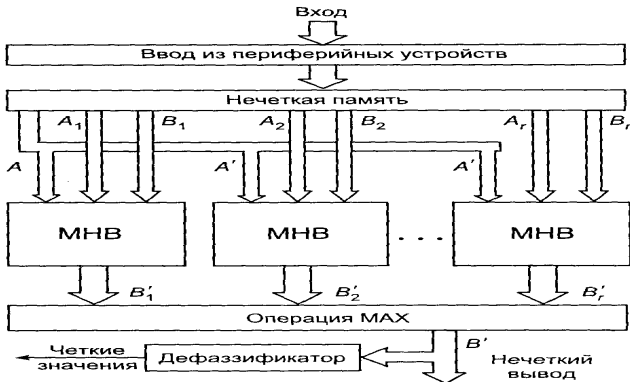 Вход
Ввод из периферийных устройств
Нечеткая память
A₁ B₁ A₂ B₂ Aᵣ Bᵣ
A A′ A′
МНВ МНВ . . . МНВ
B′₁ B′₂ B′ᵣ
Операция MAX
B′
Четкие
значения
Дефаззификатор
Нечеткий
вывод